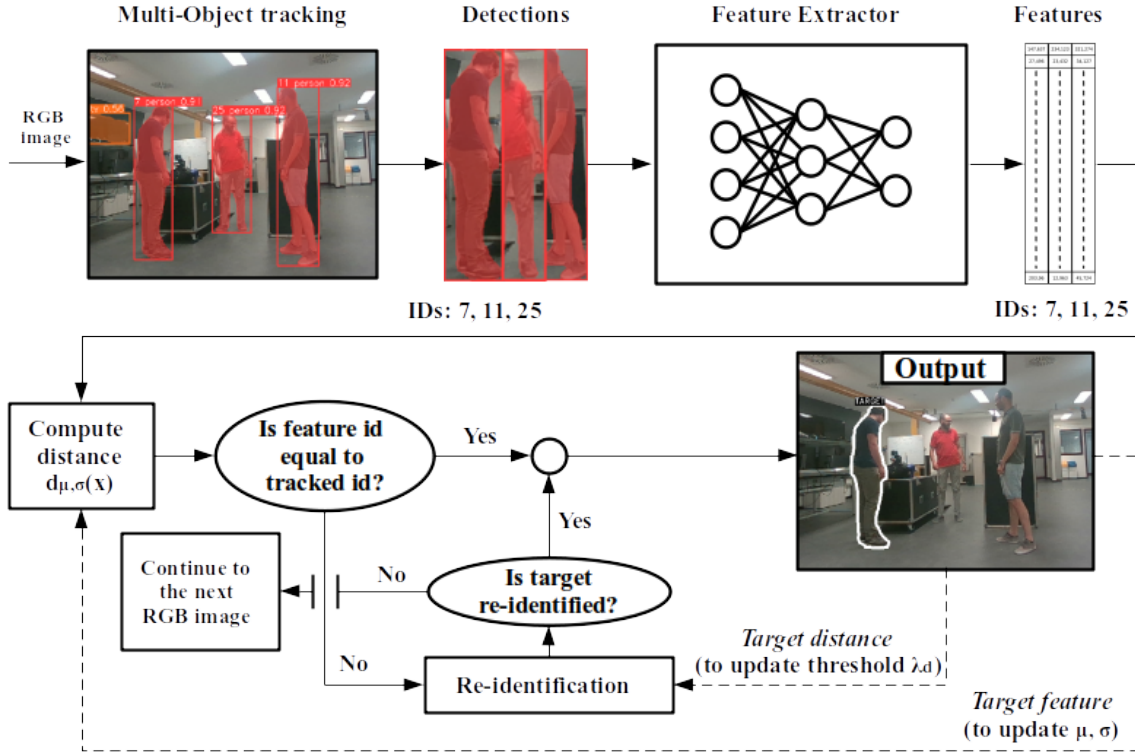 Multi-Object tracking
Detections
Feature Extractor
Features
RGB
image
0.56
7 person 0.91
25 person 0.92
11 person 0.92
IDs: 7, 11, 25
IDs: 7, 11, 25
Compute
distance
dμ,σ(x)
Is feature id
equal to
tracked id?
Yes
Output
TARGET
Yes
Continue to
the next
RGB image
No
Is target
re-identified?
No
Re-identification
Target distance
(to update threshold λd)
Target feature
(to update μ, σ)